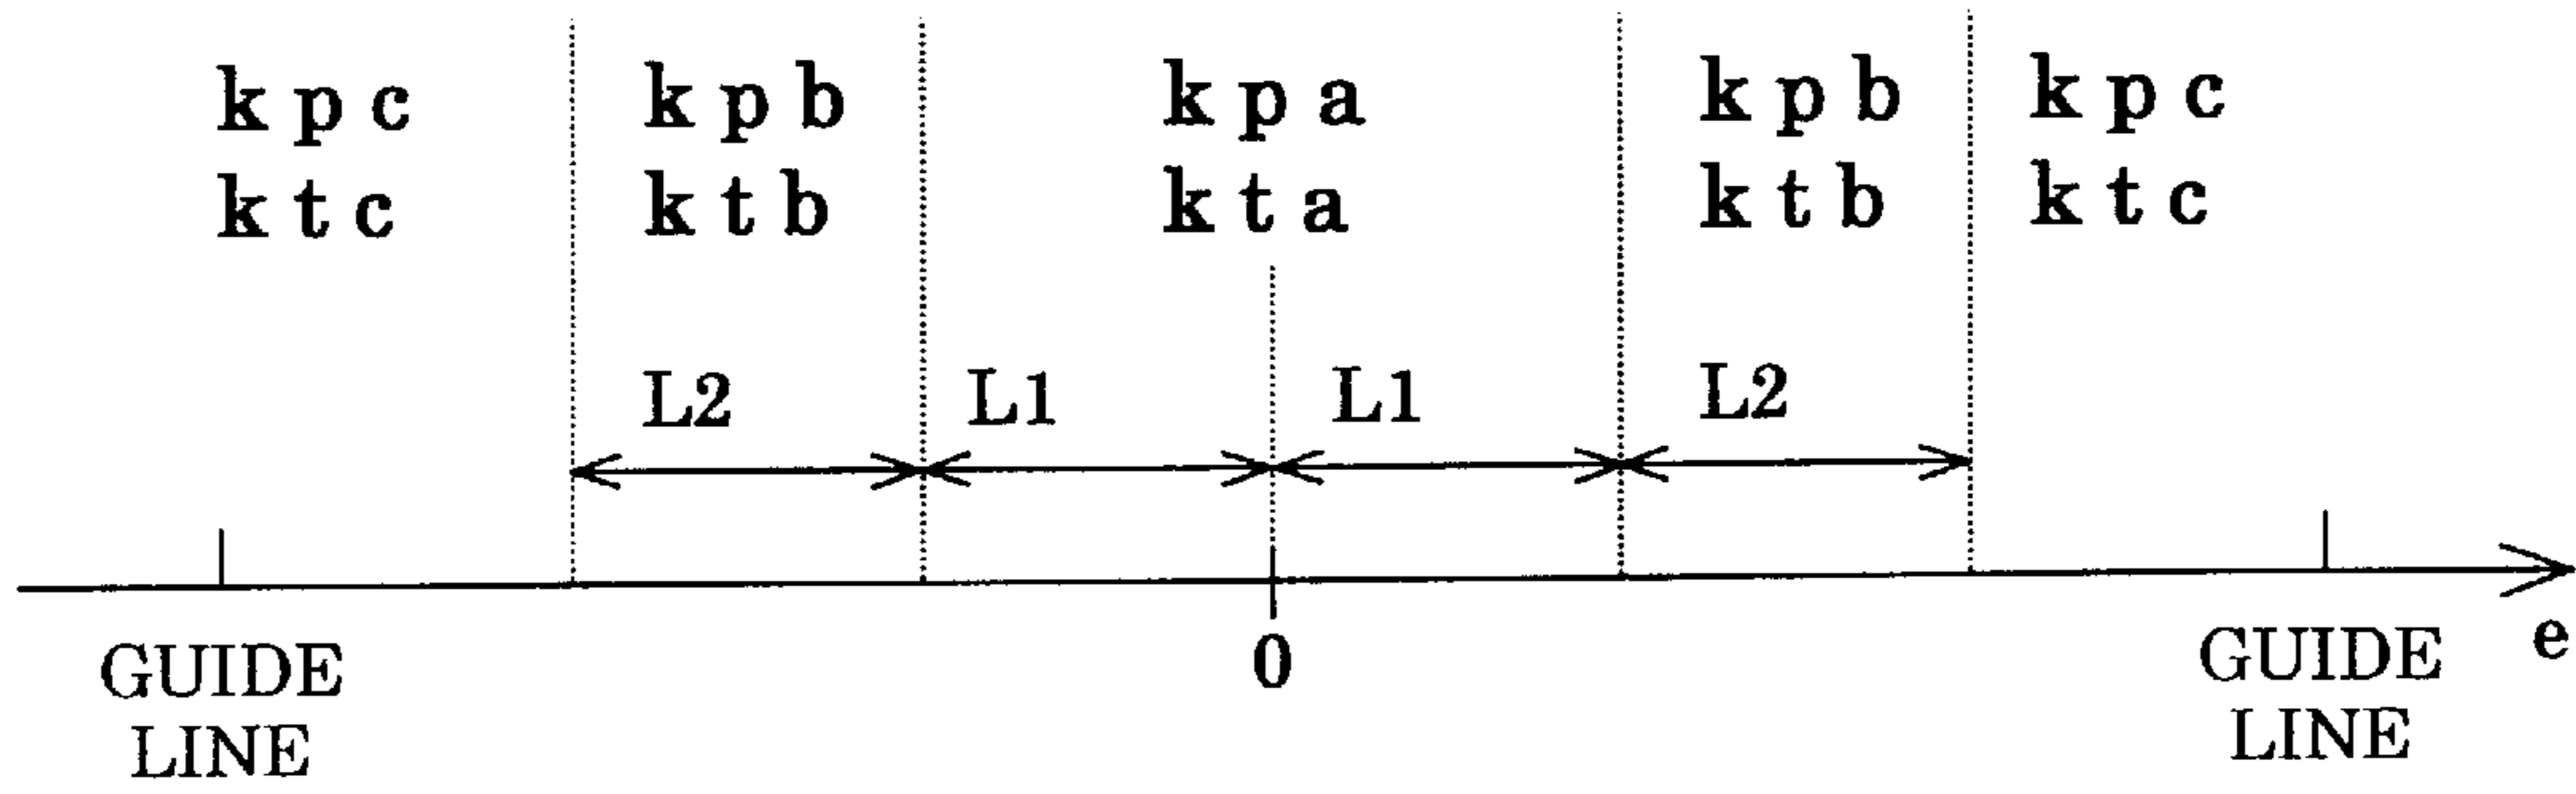 kpc kpb kpa kpb kpc
ktc ktb kta ktb ktc
L2 L1 L1 L2
0 e
GUIDE LINE GUIDE LINE